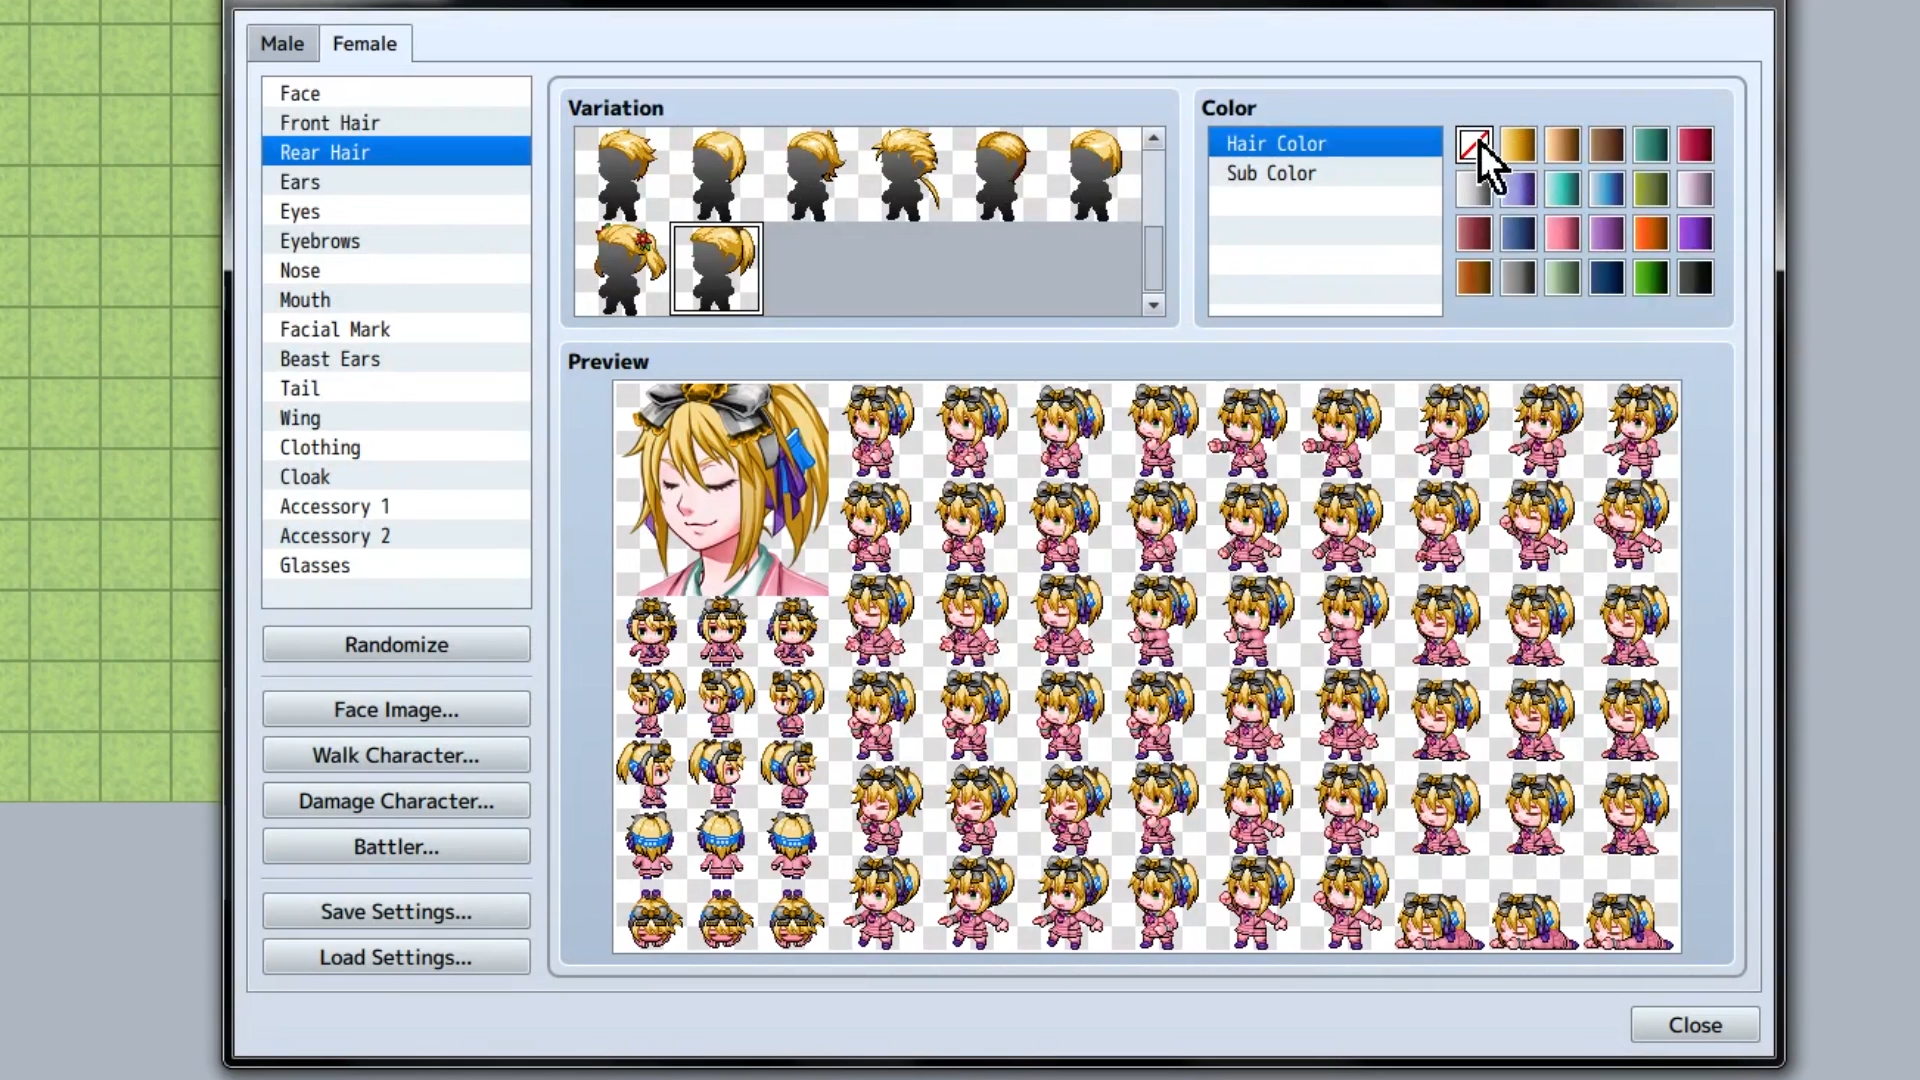 Male
Female
Face
Front Hair
Rear Hair
Ears
Eyes
Eyebrows
Nose
Mouth
Facial Mark
Beast Ears
Tail
Wing
Clothing
Cloak
Accessory 1
Accessory 2
Glasses
Randomize
Face Image...
Walk Character...
Damage Character...
Battler...
Save Settings...
Load Settings...
Variation
Color
Hair Color
Sub Color
Preview
Close